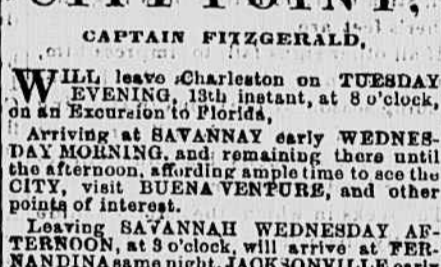 CITY POINT,
CAPTAIN FITZGERALD,
WILL leave Charleston on TUESDAY
EVENING, 13th instant, at 8 o'clock,
on an Excursion to Florida,
Arriving at SAVANNAY early WEDNES-
DAY MORNING, and remaining there until
the afternoon, affording ample time to see the
CITY, visit BUENA VENTURE, and other
points of interest.
Leaving SAVANNAH WEDNESDAY AF-
TERNOON, at 3 o'clock, will arrive at FER-
NANDINA same night, JACKSONVILLE early